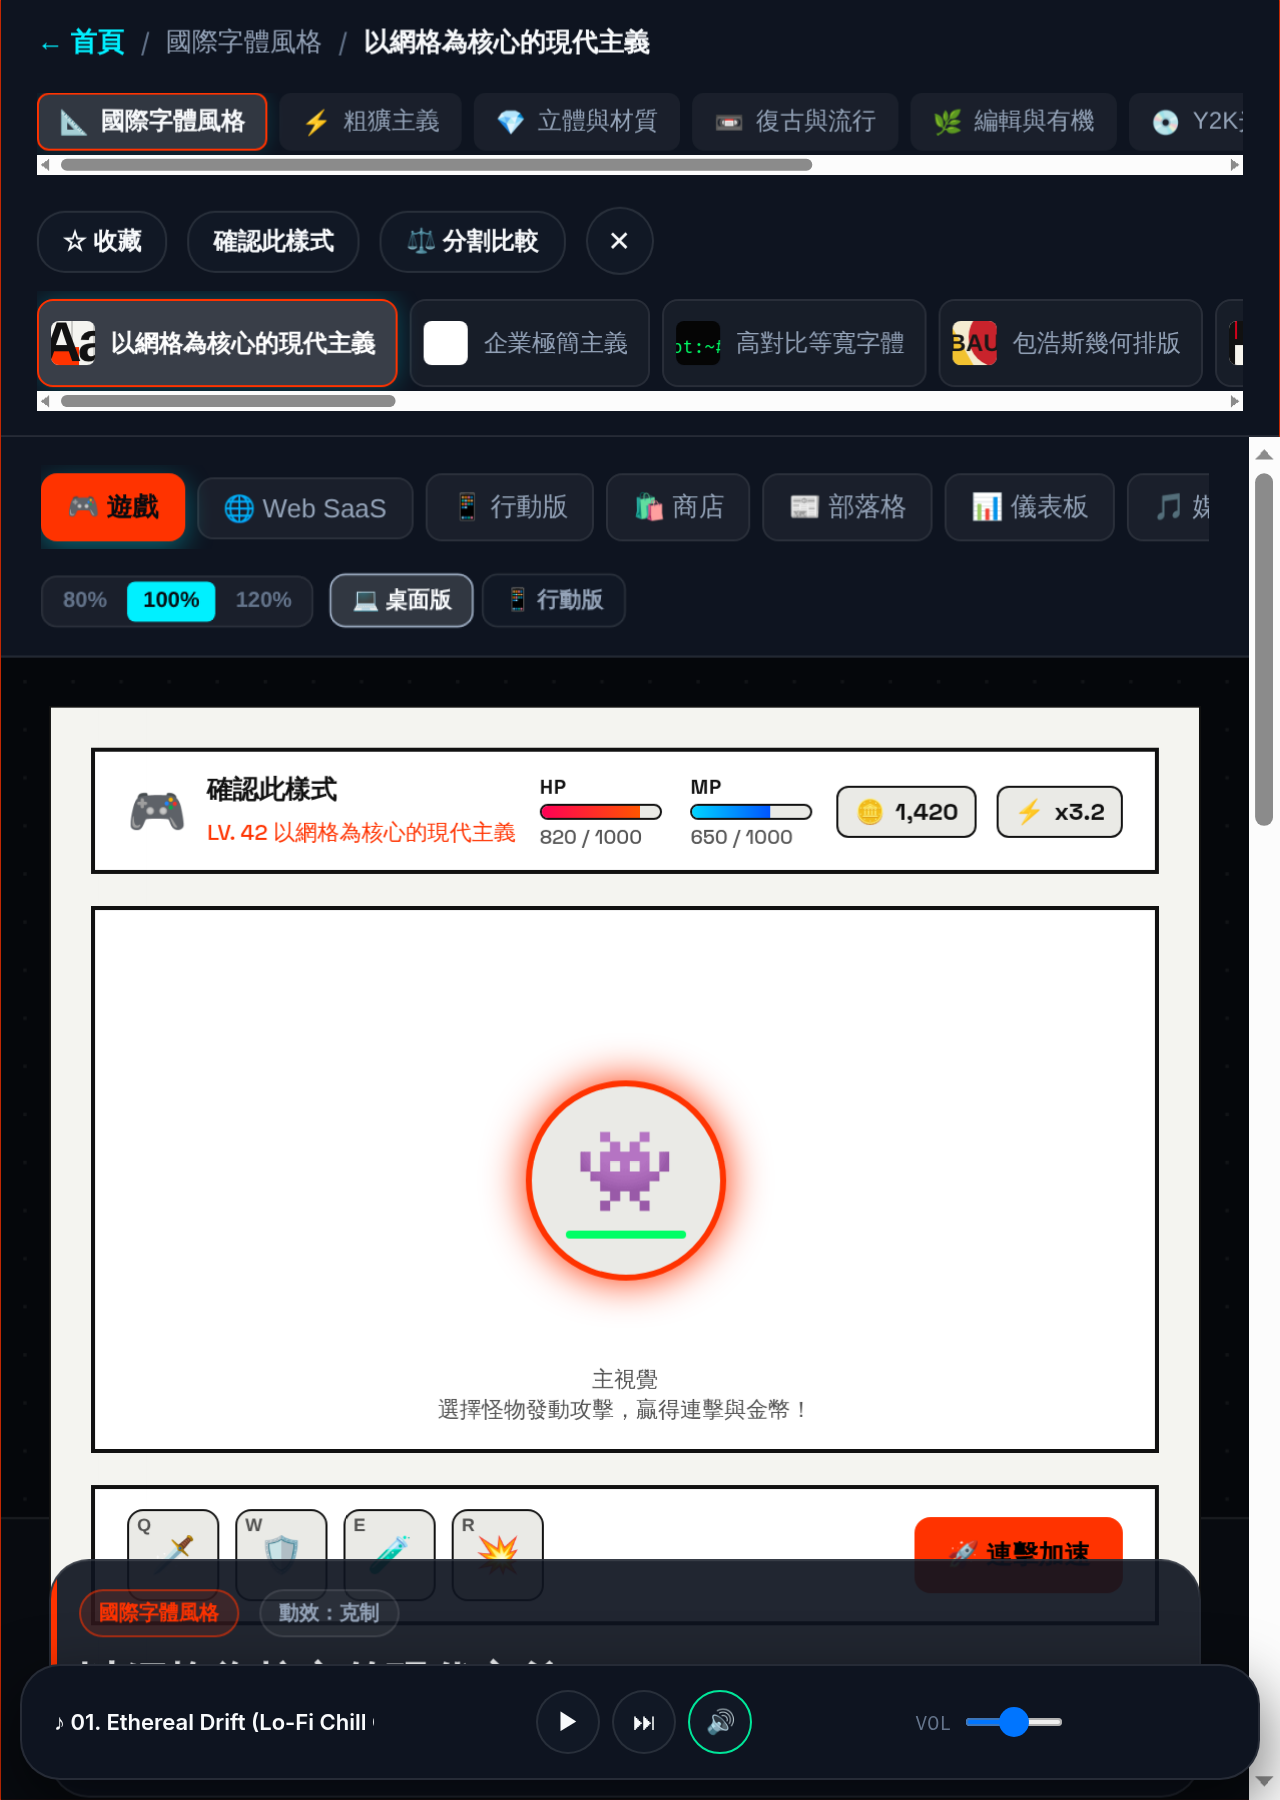 ← 首頁 / 國際字體風格 / 以網格為核心的現代主義
國際字體風格 粗獷主義 立體與材質 復古與流行 編輯與有機 Y2K
☆ 收藏 確認此樣式 分割比較 ✕
Aa 以網格為核心的現代主義 企業極簡主義 ot:~# 高對比等寬字體 BAU 包浩斯幾何排版
遊戲 Web SaaS 行動版 商店 部落格 儀表板
80% 100% 120% 桌面版 行動版
確認此樣式
LV. 42 以網格為核心的現代主義
HP
820 / 1000
MP
650 / 1000
1,420
x3.2
主視覺
選擇怪物發動攻擊，贏得連擊與金幣！
Q W E R
連擊加速
國際字體風格 動效：克制
♪ 01. Ethereal Drift (Lo-Fi Chill
VOL